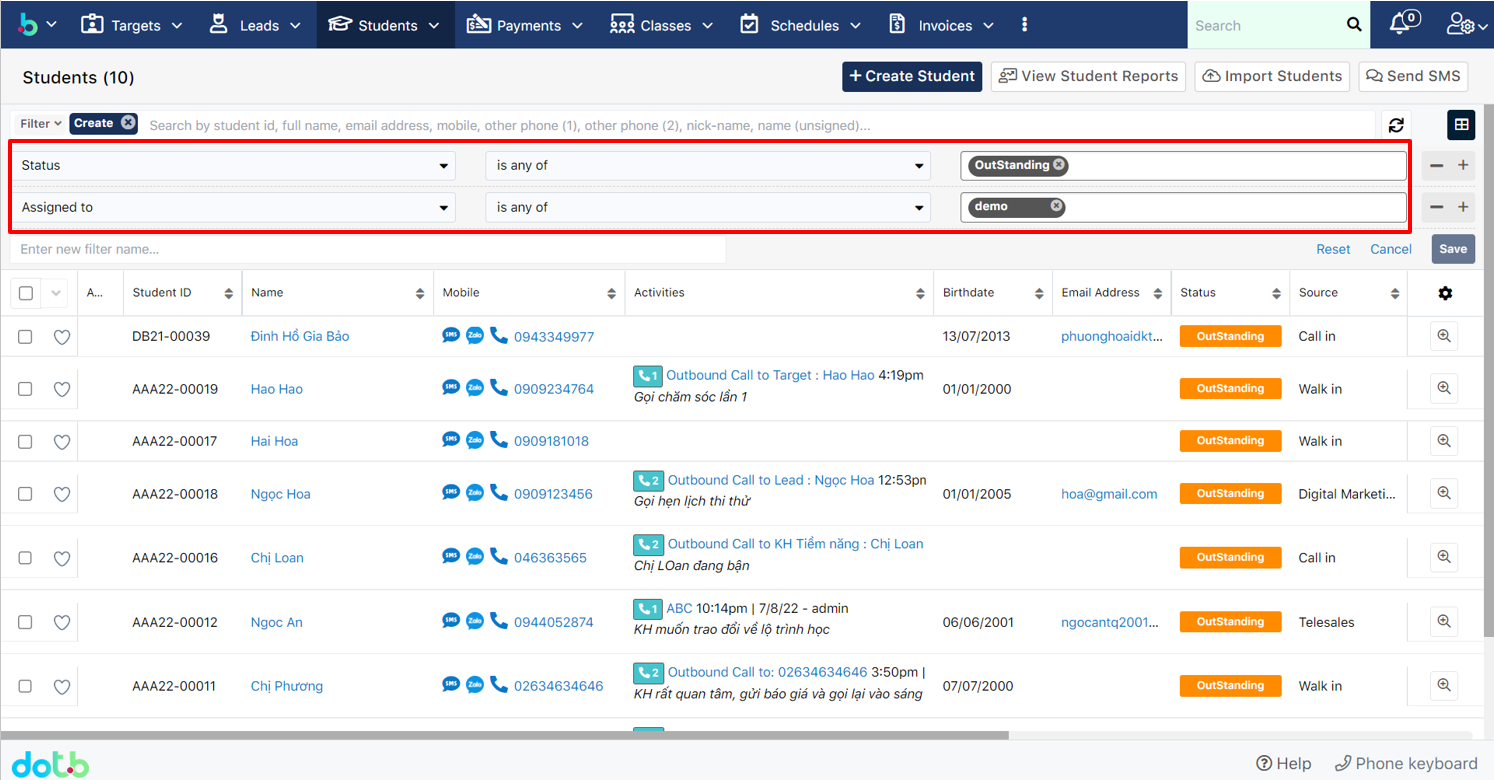 Targets Leads Students Payments Classes Schedules Invoices Search 0
Students (10) + Create Student View Student Reports Import Students Send SMS
Filter Create Search by student id, full name, email address, mobile, other phone (1), other phone (2), nick-name, name (unsigned)...
Status is any of OutStanding
Assigned to is any of demo
Enter new filter name... Reset Cancel Save
A... Student ID Name Mobile Activities Birthdate Email Address Status Source
DB21-00039 Đinh Hồ Gia Bảo SMS Zalo 0943349977 13/07/2013 phuonghoaidkt... OutStanding Call in
AAA22-00019 Hao Hao SMS Zalo 0909234764 1 Outbound Call to Target : Hao Hao 4:19pm 01/01/2000 OutStanding Walk in
Gọi chăm sóc lần 1
AAA22-00017 Hai Hoa SMS Zalo 0909181018 OutStanding Walk in
AAA22-00018 Ngọc Hoa SMS Zalo 0909123456 2 Outbound Call to Lead : Ngọc Hoa 12:53pn 01/01/2005 hoa@gmail.com OutStanding Digital Marketi...
Gọi hẹn lịch thi thử
AAA22-00016 Chị Loan SMS Zalo 046363565 2 Outbound Call to KH Tiềm năng : Chị Loan OutStanding Call in
Chị LOan đang bận
AAA22-00012 Ngoc An SMS Zalo 0944052874 1 ABC 10:14pm | 7/8/22 - admin 06/06/2001 ngocantq2001... OutStanding Telesales
KH muốn trao đổi về lộ trình học
AAA22-00011 Chị Phương SMS Zalo 02634634646 2 Outbound Call to: 02634634646 3:50pm | 07/07/2000 OutStanding Walk in
KH rất quan tâm, gửi báo giá và gọi lại vào sáng
dotb Help Phone keyboard